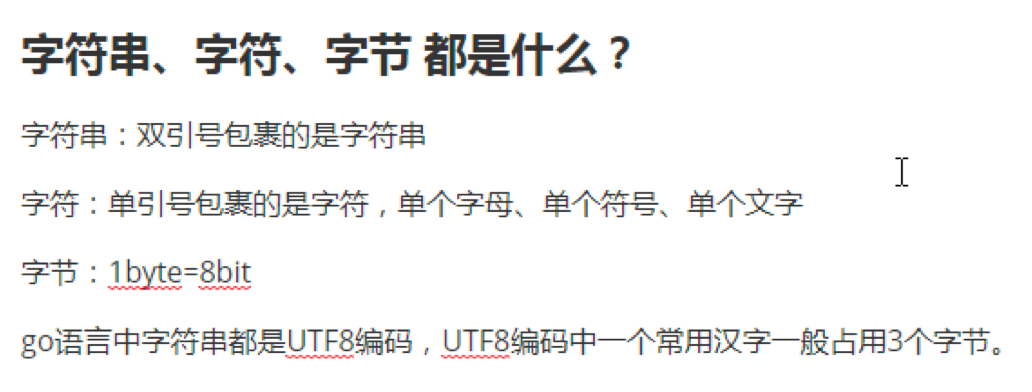 字符串、字符、字节 都是什么？
字符串：双引号包裹的是字符串
字符：单引号包裹的是字符，单个字母、单个符号、单个文字
字节：1byte=8bit
go语言中字符串都是UTF8编码，UTF8编码中一个常用汉字一般占用3个字节。